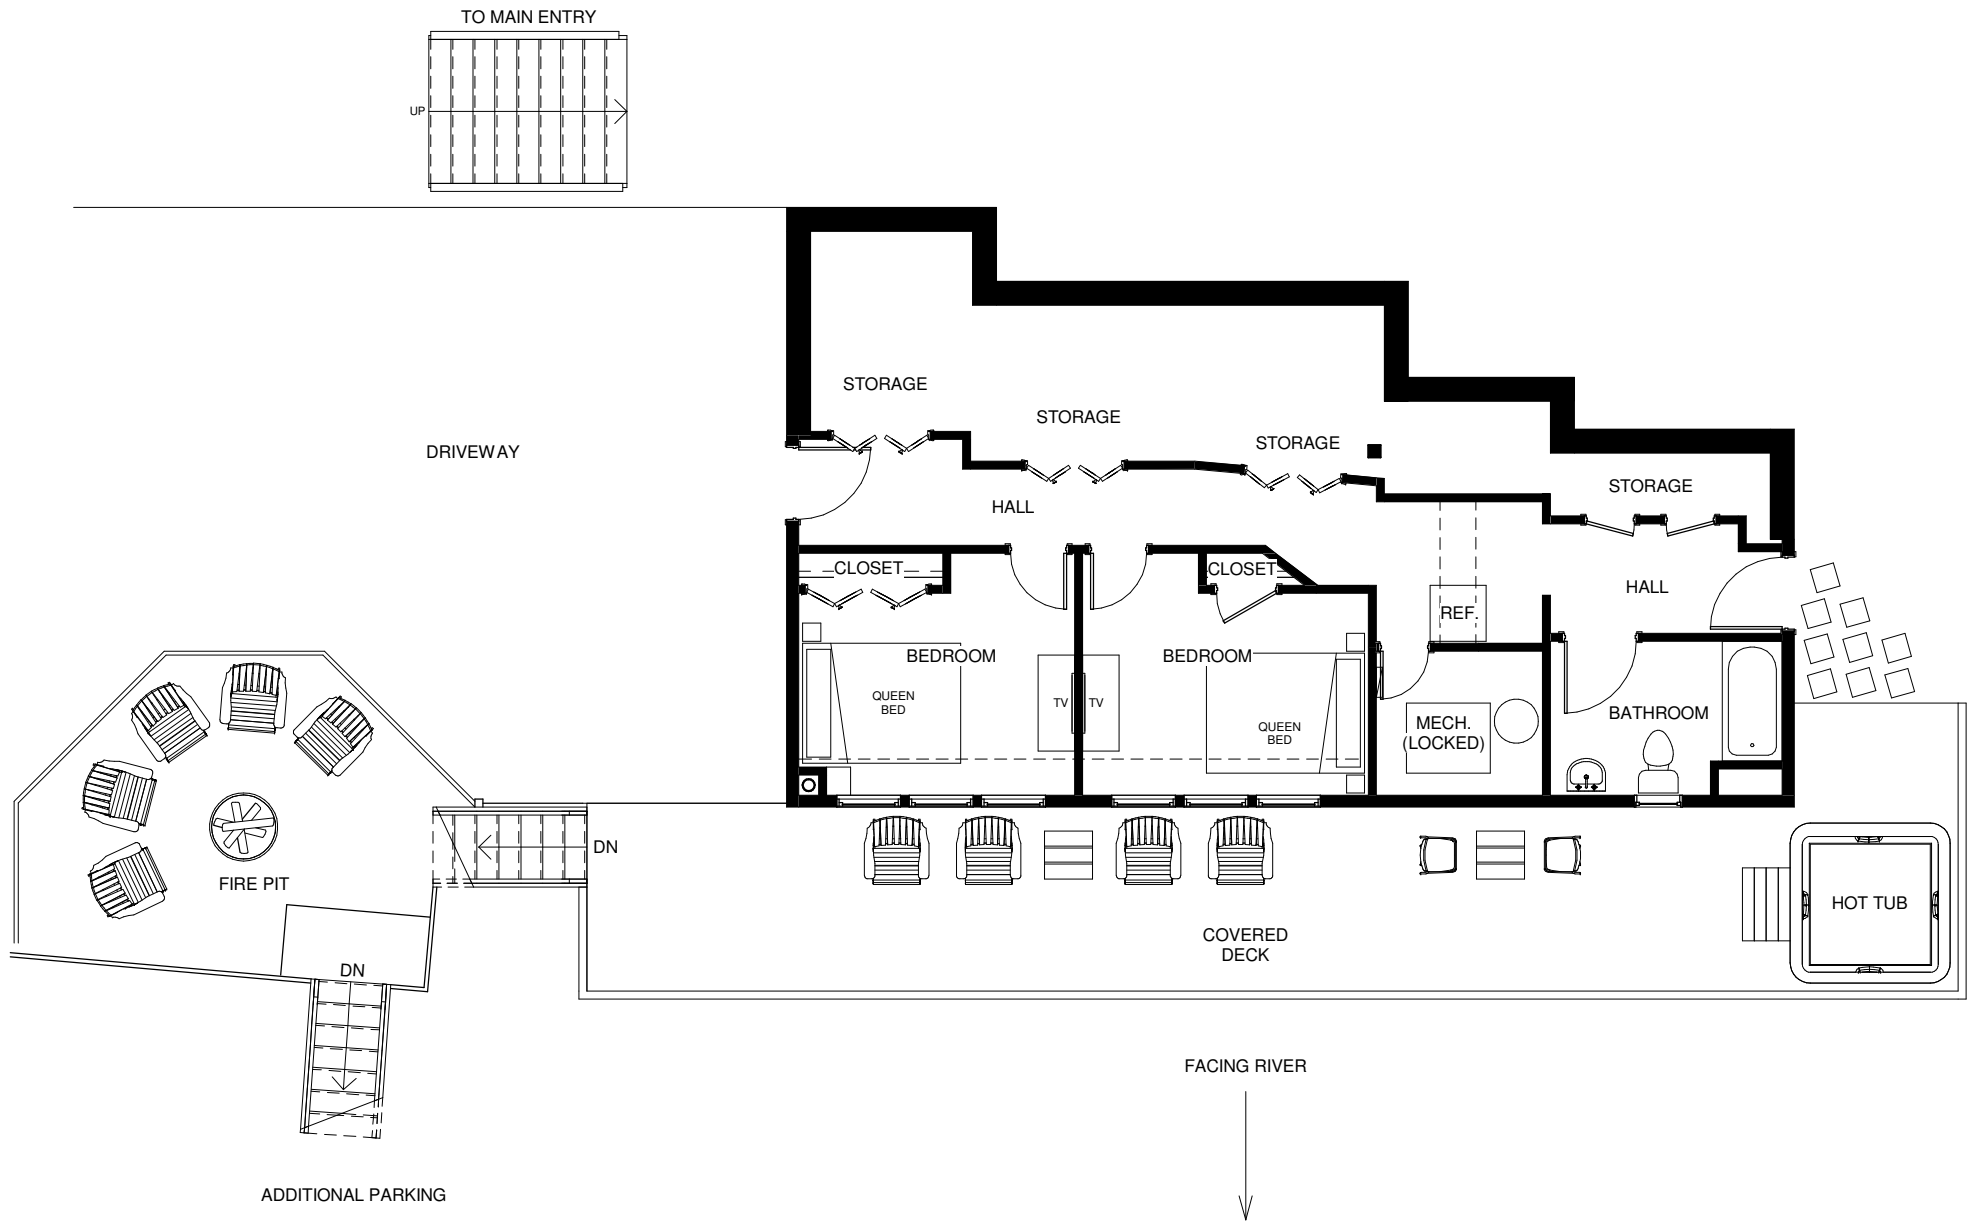 TO MAIN ENTRY
UP
STORAGE
STORAGE
STORAGE
DRIVEWAY
STORAGE
HALL
CLOSET
CLOSET
HALL
REF.
BEDROOM
BEDROOM
QUEEN
BED
TV
TV
QUEEN
BED
MECH.
(LOCKED)
BATHROOM
DN
FIRE PIT
HOT TUB
COVERED
DECK
DN
FACING RIVER
ADDITIONAL PARKING